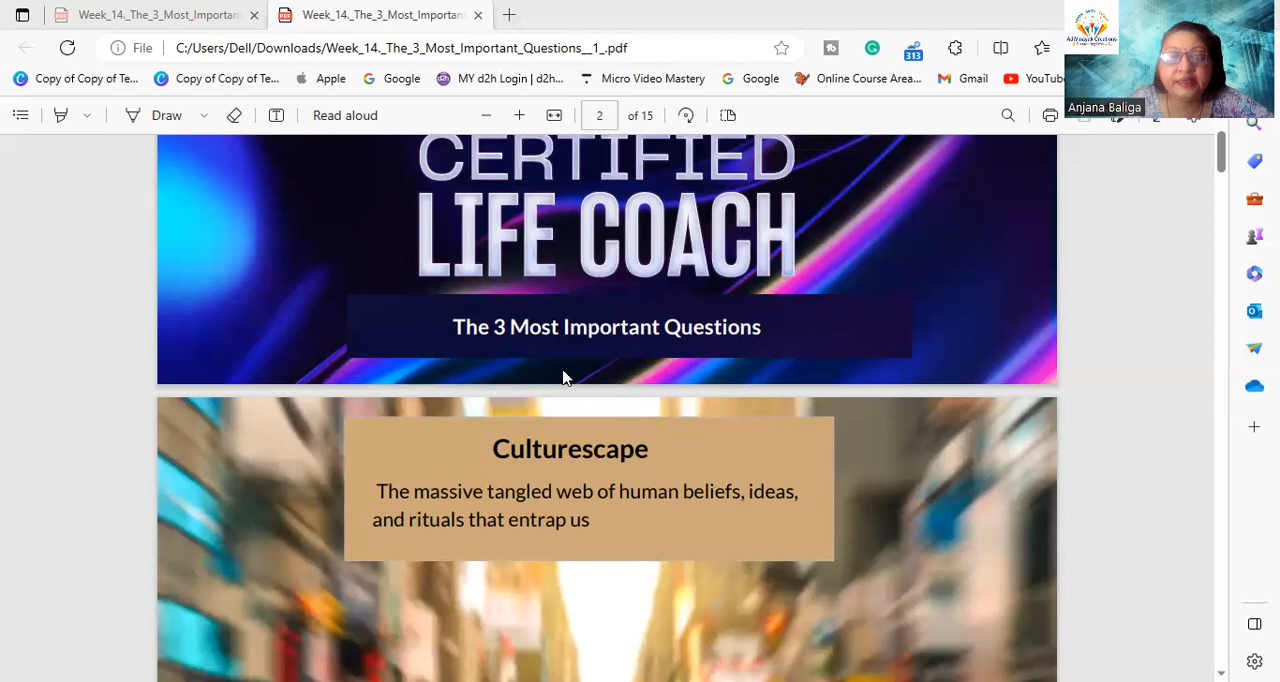 Week_14._The_3_Most_Important
Week_14._The_3_Most_Important
File
C:/Users/Dell/Downloads/Week_14._The_3_Most_Important_Questions__1_.pdf
313
Copy of Copy of Te...
Copy of Copy of Te...
Apple
Google
MY d2h Login | d2h...
Micro Video Mastery
Google
Online Course Area...
Gmail
YouTub
Draw
Read aloud
2
of 15
Anjana Baliga
CERTIFIED
LIFE COACH
The 3 Most Important Questions
Culturescape
The massive tangled web of human beliefs, ideas,
and rituals that entrap us